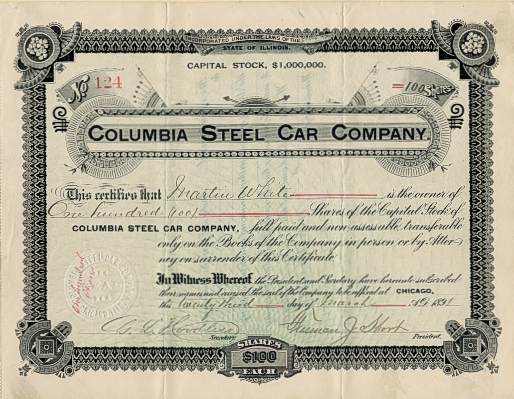 INCORPORATED UNDER THE LAWS OF THE
STATE OF ILLINOIS.
CAPITAL STOCK, $1,000,000.
No 124
=100 Shares
COLUMBIA STEEL CAR COMPANY.
This certifies that Martin White is the owner of
One hundred (100) Shares of the Capital Stock of
COLUMBIA STEEL CAR COMPANY, full paid and non-assessable, transferable
only on the Books of the Company in person or by Attor-
ney on surrender of this Certificate.
In Witness Whereof, the President and Secretary have hereunto subscribed
their names and caused the seal of the Company to be affixed at CHICAGO,
this twenty third day of March A.D. 1891
Secretary. President.
SHARES
$100
EACH